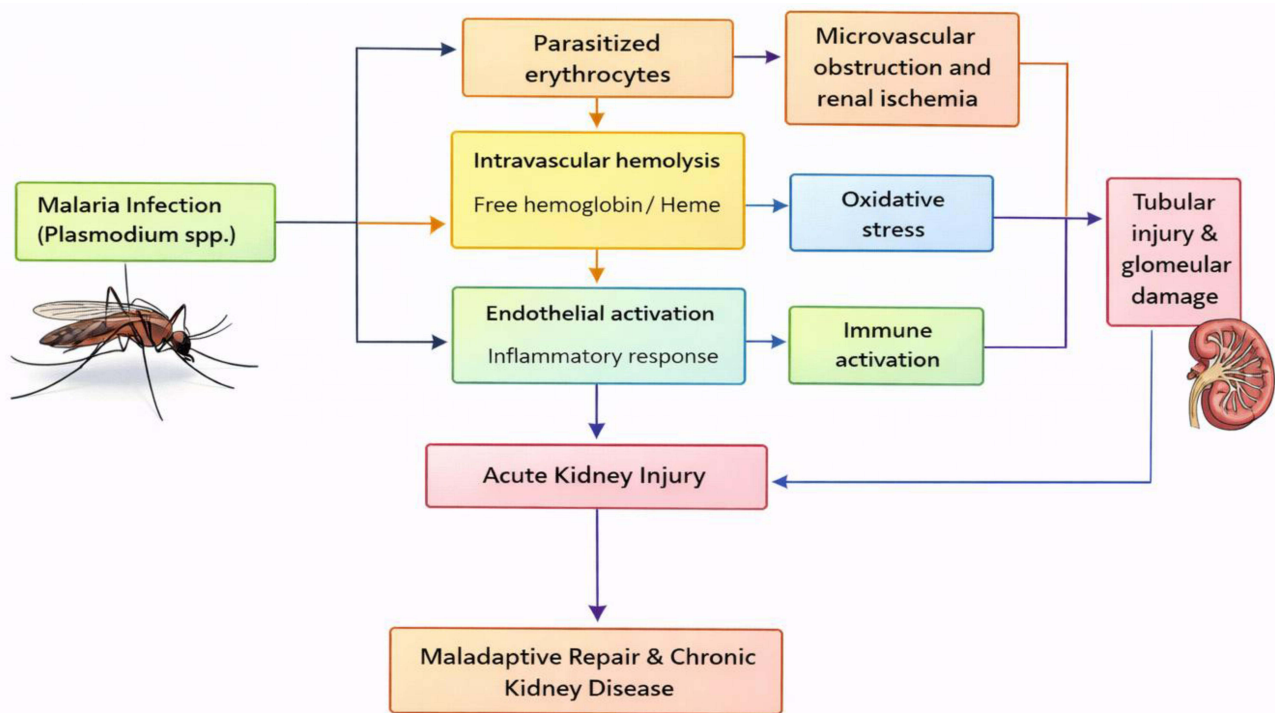 Parasitized
erythrocytes
Microvascular
obstruction and
renal ischemia
Malaria Infection
(Plasmodium spp.)
Intravascular hemolysis
Free hemoglobin / Heme
Oxidative
stress
Tubular
injury &
glomeular
damage
Endothelial activation
Inflammatory response
Immune
activation
Acute Kidney Injury
Maladaptive Repair & Chronic
Kidney Disease